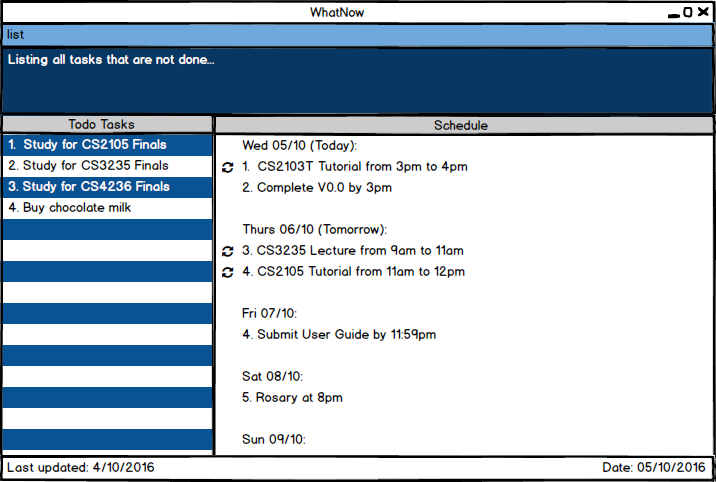 WhatNow
list
Listing all tasks that are not done...
Todo Tasks
1. Study for CS2105 Finals
2. Study for CS3235 Finals
3. Study for CS4236 Finals
4. Buy chocolate milk
Schedule
Wed 05/10 (Today):
1. CS2103T Tutorial from 3pm to 4pm
2. Complete V0.0 by 3pm
Thurs 06/10 (Tomorrow):
3. CS3235 Lecture from 9am to 11am
4. CS2105 Tutorial from 11am to 12pm
Fri 07/10:
4. Submit User Guide by 11:59pm
Sat 08/10:
5. Rosary at 8pm
Sun 09/10:
Last updated: 4/10/2016
Date: 05/10/2016